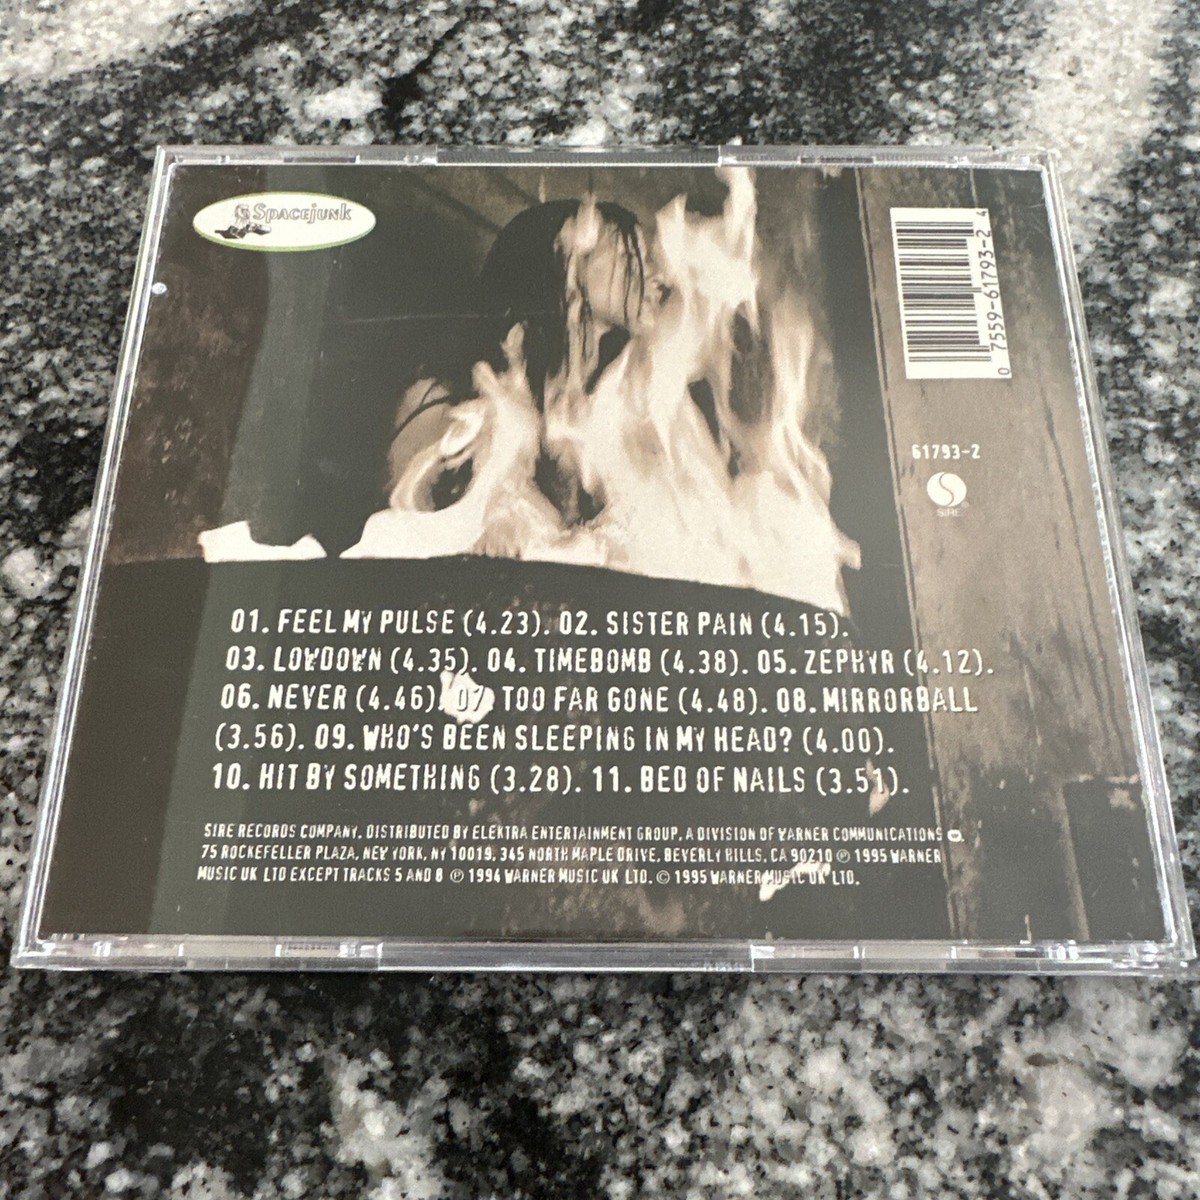 Spacejunk
0 7559-61793-2 4
61793-2
SIRE
01. FEEL MY PULSE (4.23). 02. SISTER PAIN (4.15).
03. LOWDOWN (4.35). 04. TIMEBOMB (4.38). 05. ZEPHYR (4.12).
06. NEVER (4.46). 07. TOO FAR GONE (4.48). 08. MIRRORBALL
(3.56). 09. WHO'S BEEN SLEEPING IN MY HEAD? (4.00).
10. HIT BY SOMETHING (3.28). 11. BED OF NAILS (3.51).
SIRE RECORDS COMPANY. DISTRIBUTED BY ELEKTRA ENTERTAINMENT GROUP, A DIVISION OF WARNER COMMUNICATIONS
75 ROCKEFELLER PLAZA, NEW YORK, NY 10019. 345 NORTH MAPLE DRIVE, BEVERLY HILLS, CA 90210 ℗ 1995 WARNER
MUSIC UK LTD EXCEPT TRACKS 5 AND 8 ℗ 1994 WARNER MUSIC UK LTD. © 1995 WARNER MUSIC UK LTD.